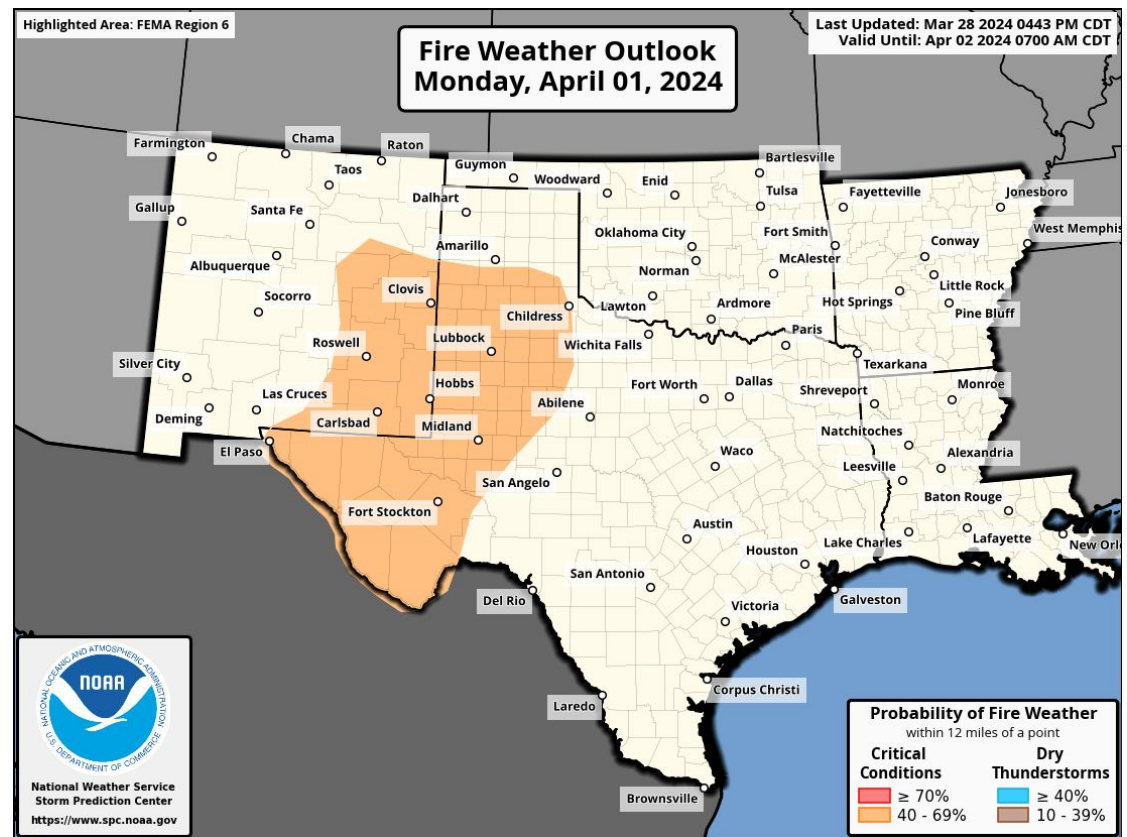 Highlighted Area: FEMA Region 6
Last Updated: Mar 28 2024 0443 PM CDT
Valid Until: Apr 02 2024 0700 AM CDT
Fire Weather Outlook
Monday, April 01, 2024
Farmington
Chama
Raton
Taos
Guymon
Woodward
Enid
Bartlesville
Tulsa
Fayetteville
Jonesboro
Gallup
Santa Fe
Dalhart
Albuquerque
Amarillo
Oklahoma City
Fort Smith
West Memphis
Norman
McAlester
Conway
Little Rock
Socorro
Clovis
Childress
Lawton
Ardmore
Hot Springs
Pine Bluff
Roswell
Lubbock
Wichita Falls
Paris
Texarkana
Silver City
Las Cruces
Hobbs
Fort Worth
Dallas
Shreveport
Monroe
Deming
Carlsbad
Midland
Abilene
Natchitoches
El Paso
San Angelo
Waco
Leesville
Alexandria
Fort Stockton
Baton Rouge
Austin
Houston
Lake Charles
Lafayette
New Orl
San Antonio
Del Rio
Victoria
Galveston
Laredo
Corpus Christi
Brownsville
NATIONAL OCEANIC AND ATMOSPHERIC ADMINISTRATION
NOAA
U.S. DEPARTMENT OF COMMERCE
National Weather Service
Storm Prediction Center
https://www.spc.noaa.gov
Probability of Fire Weather
within 12 miles of a point
Critical Conditions
≥ 70%
40 - 69%
Dry Thunderstorms
≥ 40%
10 - 39%